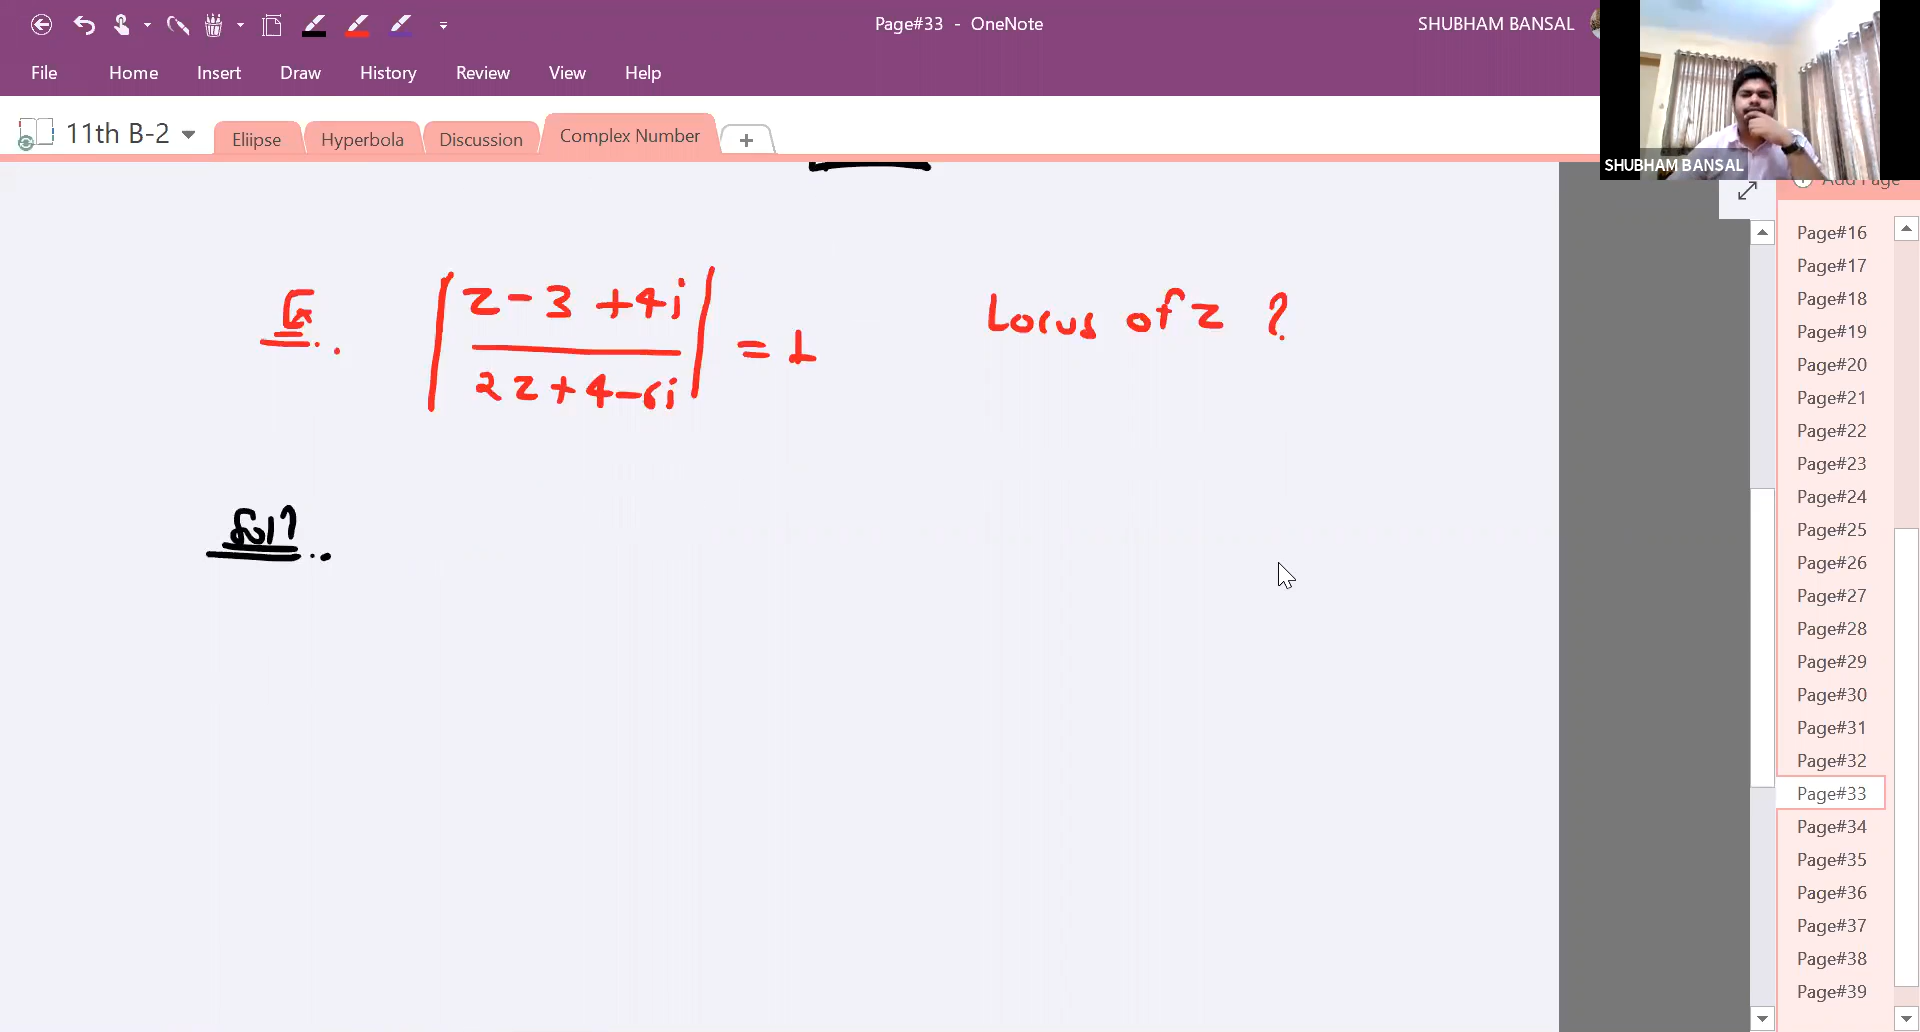 Page#33 - OneNote
SHUBHAM BANSAL
File Home Insert Draw History Review View Help
11th B-2
Eliipse
Hyperbola
Discussion
Complex Number
+
SHUBHAM BANSAL
Add Page
Page#16
Page#17
Page#18
Page#19
Page#20
Page#21
Page#22
Page#23
Page#24
Page#25
Page#26
Page#27
Page#28
Page#29
Page#30
Page#31
Page#32
Page#33
Page#34
Page#35
Page#36
Page#37
Page#38
Page#39
| z - 3 + 4i |
| 2z + 4 - 6i | = 1
Locus of z ?
Sol?